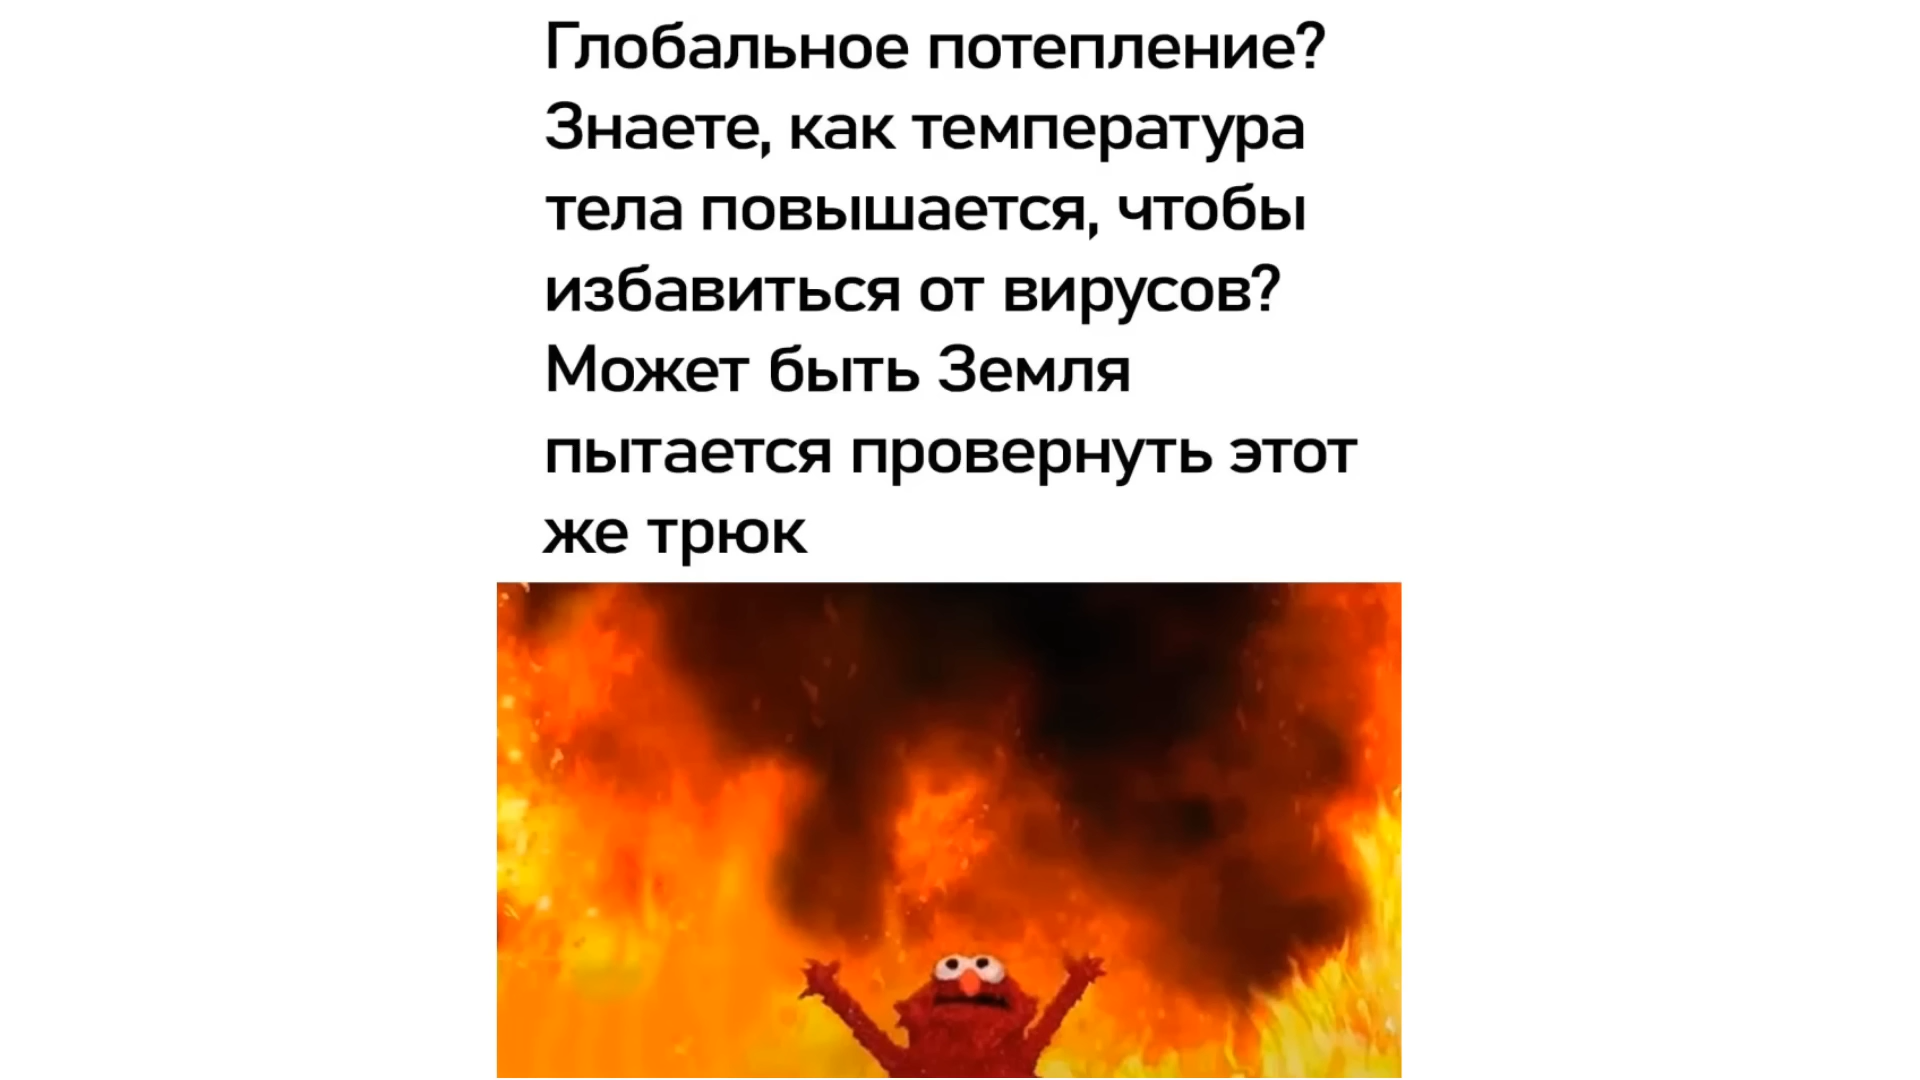 Глобальное потепление?
Знаете, как температура
тела повышается, чтобы
избавиться от вирусов?
Может быть Земля
пытается провернуть этот
же трюк